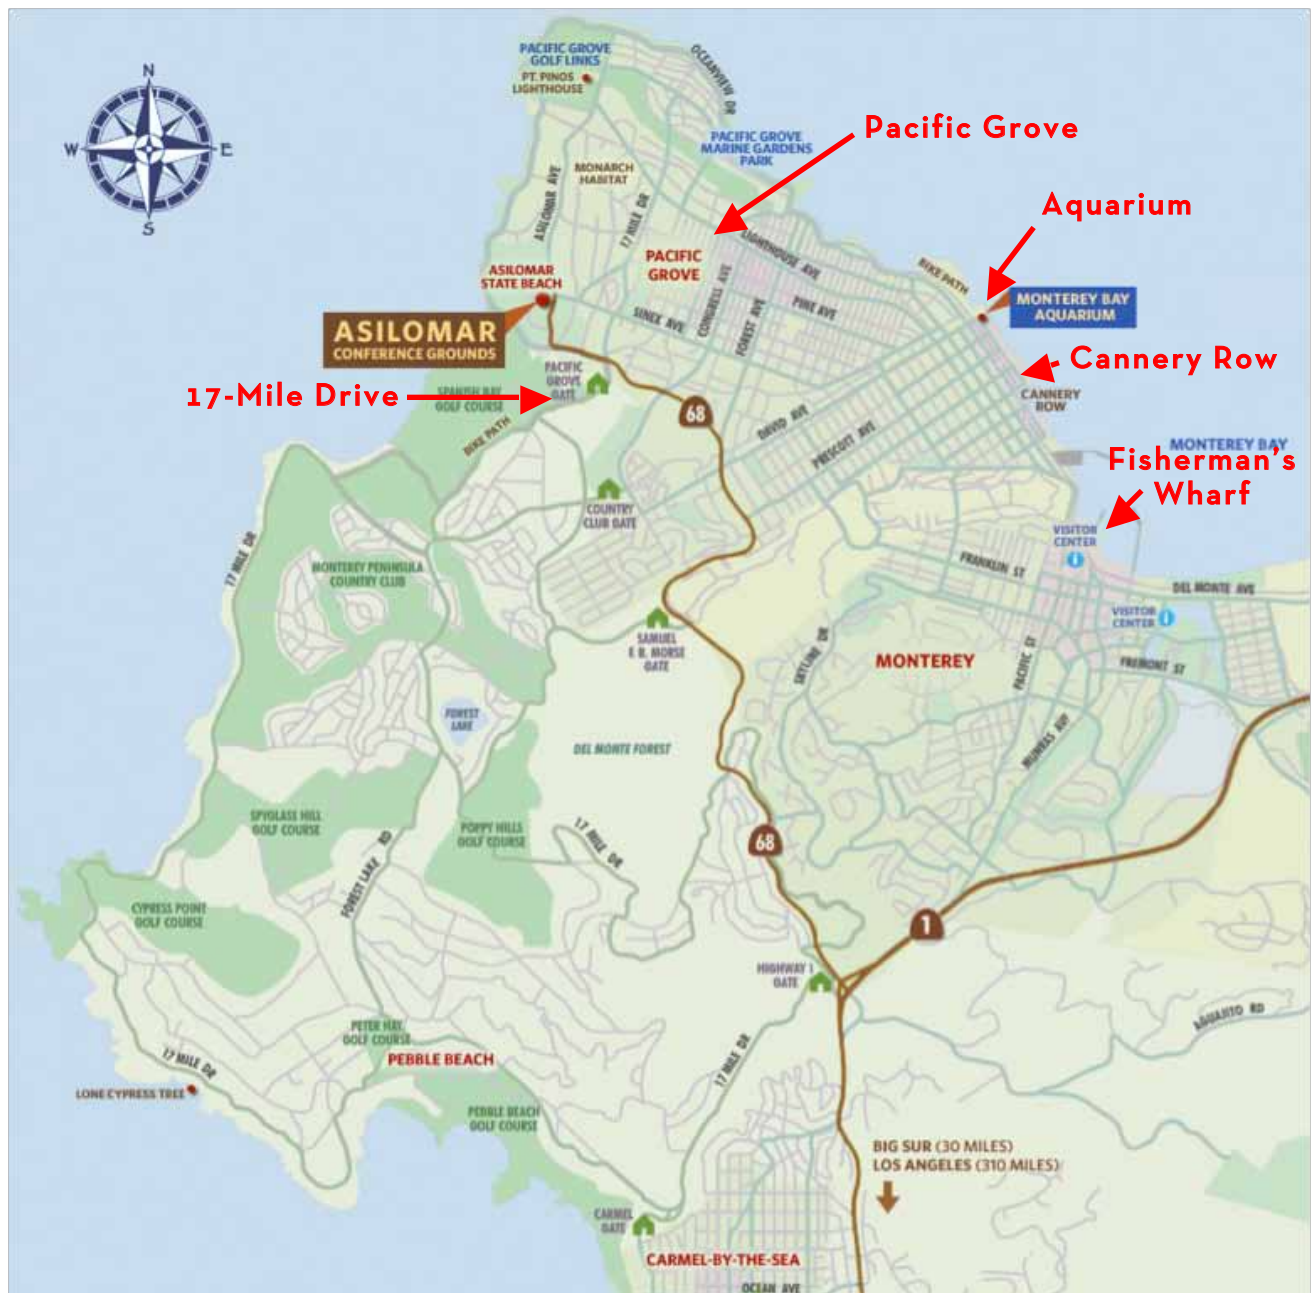 PACIFIC GROVE
GOLF LINKS
PT. PINOS
LIGHTHOUSE
OCEANVIEW DR
N
W
E
S
Pacific Grove
PACIFIC GROVE
MARINE GARDENS
PARK
MONARCH
HABITAT
ASILOMAR AVE
17 MILE DR
Aquarium
PACIFIC
GROVE
LIGHTHOUSE AVE
BIKE PATH
ASILOMAR
STATE BEACH
CONGRESS AVE
FOREST AVE
PINE AVE
SINEX AVE
MONTEREY BAY
AQUARIUM
ASILOMAR
CONFERENCE GROUNDS
Cannery Row
CANNERY
ROW
PACIFIC
GROVE
GATE
17-Mile Drive
SPANISH BAY
GOLF COURSE
BIKE PATH
68
DAVID AVE
PRESCOTT AVE
MONTEREY BAY
Fisherman's
Wharf
COUNTRY
CLUB GATE
VISITOR
CENTER
FRANKLIN ST
17 MILE DR
MONTEREY PENINSULA
COUNTRY CLUB
DEL MONTE AVE
VISITOR
CENTER
SAMUEL
F. B. MORSE
GATE
SKYLINE DR
MONTEREY
PACIFIC ST
FREMONT ST
FOREST
LAKE
DEL MONTE FOREST
MUNRAS AVE
SPYGLASS HILL
GOLF COURSE
POPPY HILLS
GOLF COURSE
17 MILE DR
68
FOREST LAKE RD
CYPRESS POINT
GOLF COURSE
1
HIGHWAY 1
GATE
AGUAJITO RD
PETER HAY
GOLF COURSE
PEBBLE BEACH
17 MILE DR
17 MILE DR
LONE CYPRESS TREE
PEBBLE BEACH
GOLF COURSE
BIG SUR (30 MILES)
LOS ANGELES (310 MILES)
CARMEL
GATE
CARMEL-BY-THE-SEA
OCEAN AVE